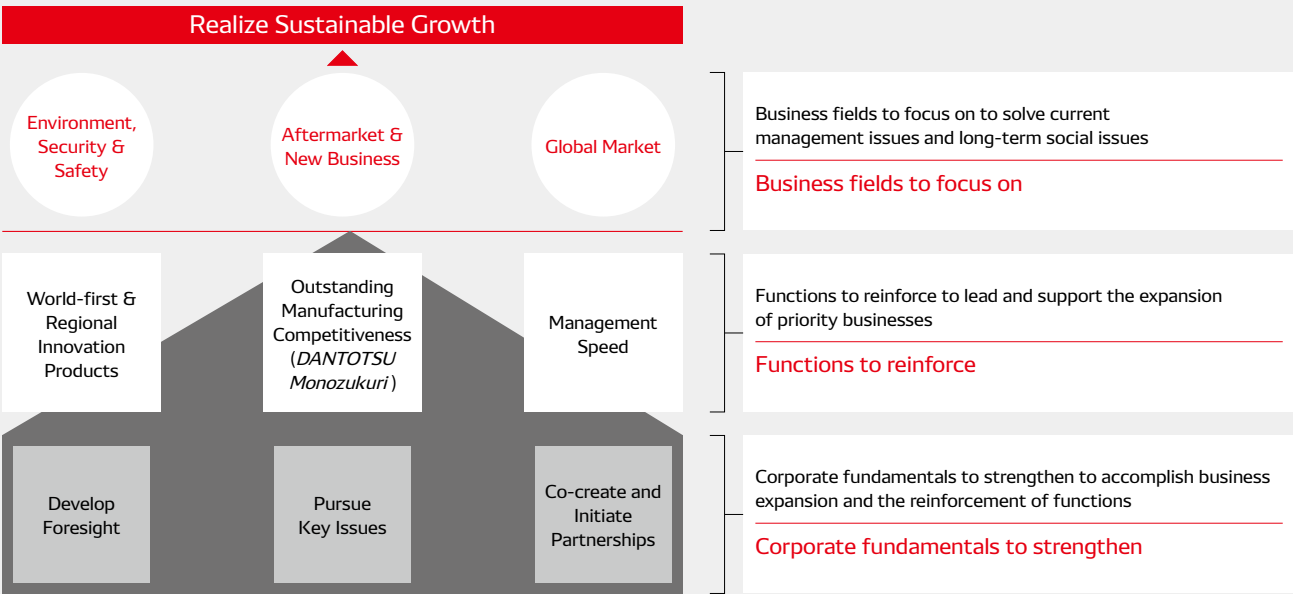 Realize Sustainable Growth
Environment,
Security &
Safety
Aftermarket &
New Business
Global Market
Business fields to focus on to solve current
management issues and long-term social issues
Business fields to focus on
World-first &
Regional
Innovation
Products
Outstanding
Manufacturing
Competitiveness
(DANTOTSU
Monozukuri)
Management
Speed
Functions to reinforce to lead and support the expansion
of priority businesses
Functions to reinforce
Develop
Foresight
Pursue
Key Issues
Co-create and
Initiate
Partnerships
Corporate fundamentals to strengthen to accomplish business
expansion and the reinforcement of functions
Corporate fundamentals to strengthen